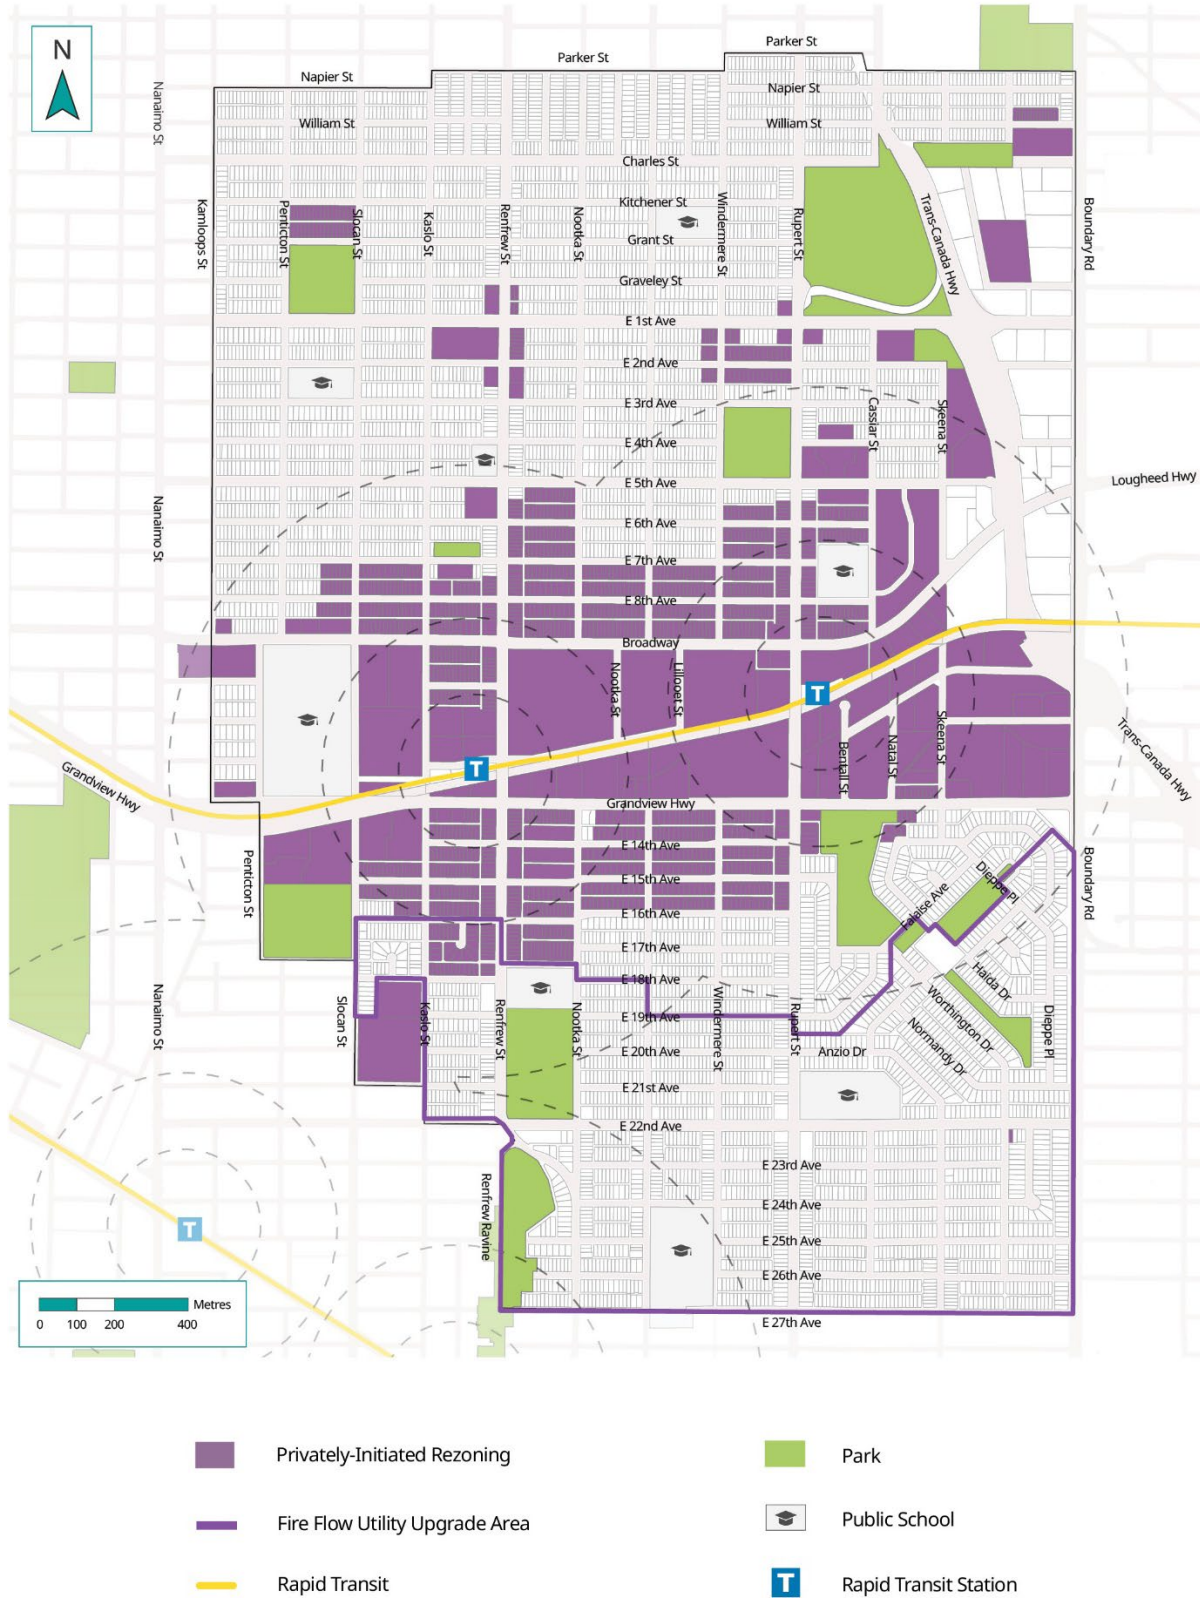 N
Parker St
Parker St
Napier St
Napier St
William St
William St
Charles St
Kitchener St
Grant St
Graveley St
E 1st Ave
E 2nd Ave
E 3rd Ave
E 4th Ave
E 5th Ave
E 6th Ave
E 7th Ave
E 8th Ave
Broadway
Nanaimo St
Kamloops St
Penticton St
Slocan St
Kaslo St
Renfrew St
Nootka St
Windermere St
Rupert St
Trans-Canada Hwy
Boundary Rd
Cassiar St
Skeena St
Lougheed Hwy
Nanaimo St
Nootka St
Lillooet St
T
T
Bentall St
Natal St
Skeena St
Trans-Canada Hwy
Grandview Hwy
Grandview Hwy
E 14th Ave
E 15th Ave
E 16th Ave
E 17th Ave
E 18th Ave
E 19th Ave
E 20th Ave
E 21st Ave
E 22nd Ave
Penticton St
Dieppe Pl
Falaise Ave
Boundary Rd
Haida Dr
Worthington Dr
Normandy Dr
Dieppe Pl
Anzio Dr
Nanaimo St
Slocan St
Kaslo St
Renfrew St
Nootka St
Windermere St
Rupert St
E 23rd Ave
E 24th Ave
E 25th Ave
E 26th Ave
E 27th Ave
Renfrew Ravine
T
Metres
0 100 200 400
Privately-Initiated Rezoning
Park
Fire Flow Utility Upgrade Area
Public School
Rapid Transit
T
Rapid Transit Station